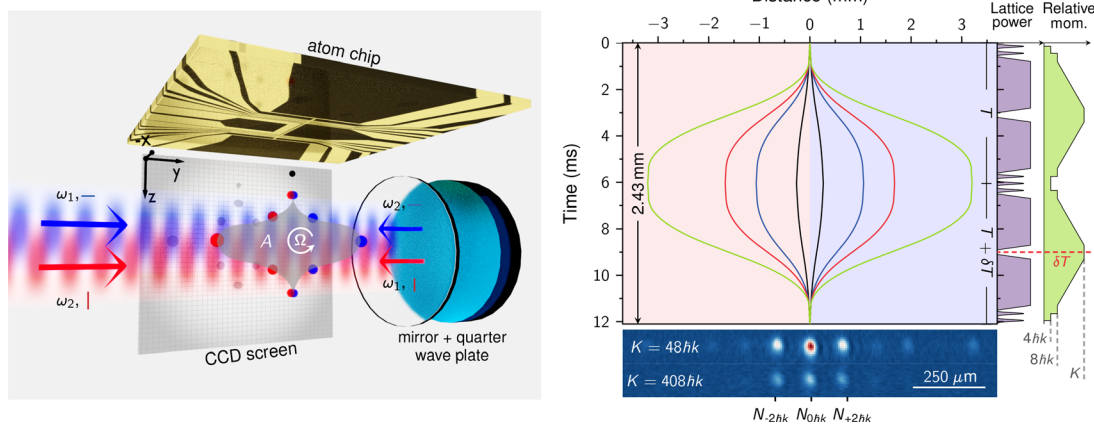 atom chip
-x
y
z
ω₁, —
ω₂, |
ω₂, —
ω₁, |
A
Ω
CCD screen
mirror + quarter
wave plate
Distance (mm)
−3 −2 −1 0 1 2 3
Lattice
power
Relative
mom.
Time (ms)
0
2
4
6
8
10
12
2.43 mm
T
T + δT
δT
4ħk
8ħk
K
K = 48ħk
K = 408ħk
250 μm
N-2ħk N0ħk N+2ħk